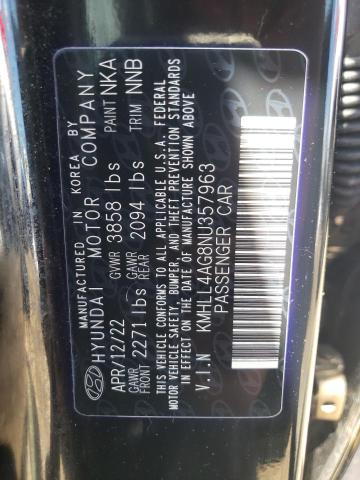 MANUFACTURED IN KOREA BY
HYUNDAI MOTOR COMPANY
APR/12/22 GVWR 3858 lbs PAINT NKA
GAWR FRONT 2271 lbs GAWR REAR 2094 lbs TRIM NNB
THIS VEHICLE CONFORMS TO ALL APPLICABLE U.S.A. FEDERAL
MOTOR VEHICLE SAFETY, BUMPER, AND THEFT PREVENTION STANDARDS
IN EFFECT ON THE DATE OF MANUFACTURE SHOWN ABOVE
V.I.N KMHLL4AG8NU357963
PASSENGER CAR